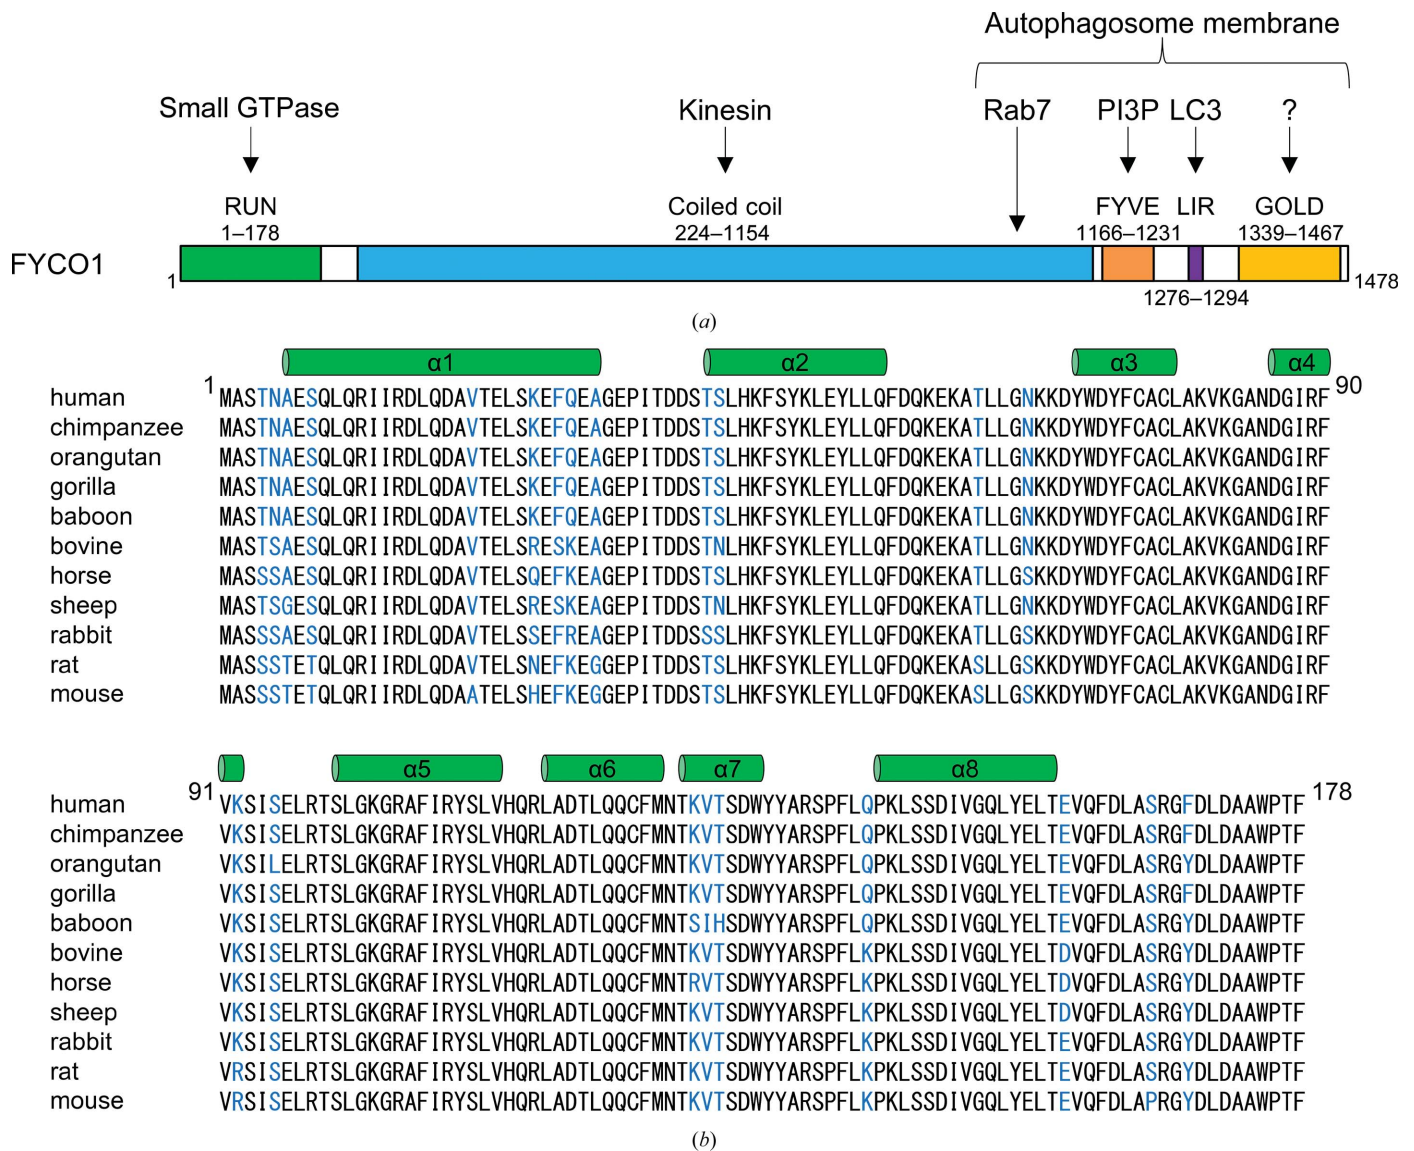 Autophagosome membrane
Small GTPase Kinesin Rab7 PI3P LC3 ?
RUN Coiled coil FYVE LIR GOLD
1–178 224–1154 1166–1231 1339–1467
FYCO1
1 1478
1276–1294
(a)
α1 α2 α3 α4
1 90
human MASTNAESQLQRIIRDLQDAVTELSKEFQEAGEPITDDSTSLHKFSYKLEYLLQFDQKEKATLLGNKKDYWDYFCACLAKVKGANDGIRF
chimpanzee MASTNAESQLQRIIRDLQDAVTELSKEFQEAGEPITDDSTSLHKFSYKLEYLLQFDQKEKATLLGNKKDYWDYFCACLAKVKGANDGIRF
orangutan MASTNAESQLQRIIRDLQDAVTELSKEFQEAGEPITDDSTSLHKFSYKLEYLLQFDQKEKATLLGNKKDYWDYFCACLAKVKGANDGIRF
gorilla MASTNAESQLQRIIRDLQDAVTELSKEFQEAGEPITDDSTSLHKFSYKLEYLLQFDQKEKATLLGNKKDYWDYFCACLAKVKGANDGIRF
baboon MASTNAESQLQRIIRDLQDAVTELSKEFQEAGEPITDDSTSLHKFSYKLEYLLQFDQKEKATLLGNKKDYWDYFCACLAKVKGANDGIRF
bovine MASTSAESQLQRIIRDLQDAVTELSRESKEAGEPITDDSTNLHKFSYKLEYLLQFDQKEKATLLGNKKDYWDYFCACLAKVKGANDGIRF
horse MASSSAESQLQRIIRDLQDAVTELSQEFKEAGEPITDDSTSLHKFSYKLEYLLQFDQKEKATLLGSKKDYWDYFCACLAKVKGANDGIRF
sheep MASTSGESQLQRIIRDLQDAVTELSRESKEAGEPITDDSTNLHKFSYKLEYLLQFDQKEKATLLGNKKDYWDYFCACLAKVKGANDGIRF
rabbit MASSSAESQLQRIIRDLQDAVTELSSEFREAGEPITDDSSSLHKFSYKLEYLLQFDQKEKATLLGSKKDYWDYFCACLAKVKGANDGIRF
rat MASSSTETQLQRIIRDLQDAVTELSNEFKEGGEPITDDSTSLHKFSYKLEYLLQFDQKEKASLLGSKKDYWDYFCACLAKVKGANDGIRF
mouse MASSSTETQLQRIIRDLQDAATELSHEFKEGGEPITDDSTSLHKFSYKLEYLLQFDQKEKASLLGSKKDYWDYFCACLAKVKGANDGIRF
α5 α6 α7 α8
91 178
human VKSISELRTSLGKGRAFIRYSLVHQRLADTLQQCFMNTKVTSDWYYARSPFLQPKLSSDIVGQLYELTEVQFDLASRGFDLDAAWPTF
chimpanzee VKSISELRTSLGKGRAFIRYSLVHQRLADTLQQCFMNTKVTSDWYYARSPFLQPKLSSDIVGQLYELTEVQFDLASRGFDLDAAWPTF
orangutan VKSILELRTSLGKGRAFIRYSLVHQRLADTLQQCFMNTKVTSDWYYARSPFLQPKLSSDIVGQLYELTEVQFDLASRGYDLDAAWPTF
gorilla VKSISELRTSLGKGRAFIRYSLVHQRLADTLQQCFMNTKVTSDWYYARSPFLQPKLSSDIVGQLYELTEVQFDLASRGFDLDAAWPTF
baboon VKSISELRTSLGKGRAFIRYSLVHQRLADTLQQCFMNTSIHSDWYYARSPFLQPKLSSDIVGQLYELTEVQFDLASRGYDLDAAWPTF
bovine VKSISELRTSLGKGRAFIRYSLVHQRLADTLQQCFMNTKVTSDWYYARSPFLKPKLSSDIVGQLYELTDVQFDLASRGYDLDAAWPTF
horse VKSISELRTSLGKGRAFIRYSLVHQRLADTLQQCFMNTRVTSDWYYARSPFLKPKLSSDIVGQLYELTDVQFDLASRGYDLDAAWPTF
sheep VKSISELRTSLGKGRAFIRYSLVHQRLADTLQQCFMNTKVTSDWYYARSPFLKPKLSSDIVGQLYELTDVQFDLASRGYDLDAAWPTF
rabbit VKSISELRTSLGKGRAFIRYSLVHQRLADTLQQCFMNTKVTSDWYYARSPFLKPKLSSDIVGQLYELTEVQFDLASRGYDLDAAWPTF
rat VRSISELRTSLGKGRAFIRYSLVHQRLADTLQQCFMNTKVTSDWYYARSPFLKPKLSSDIVGQLYELTEVQFDLASRGYDLDAAWPTF
mouse VRSISELRTSLGKGRAFIRYSLVHQRLADTLQQCFMNTKVTSDWYYARSPFLKPKLSSDIVGQLYELTEVQFDLAPRGYDLDAAWPTF
(b)